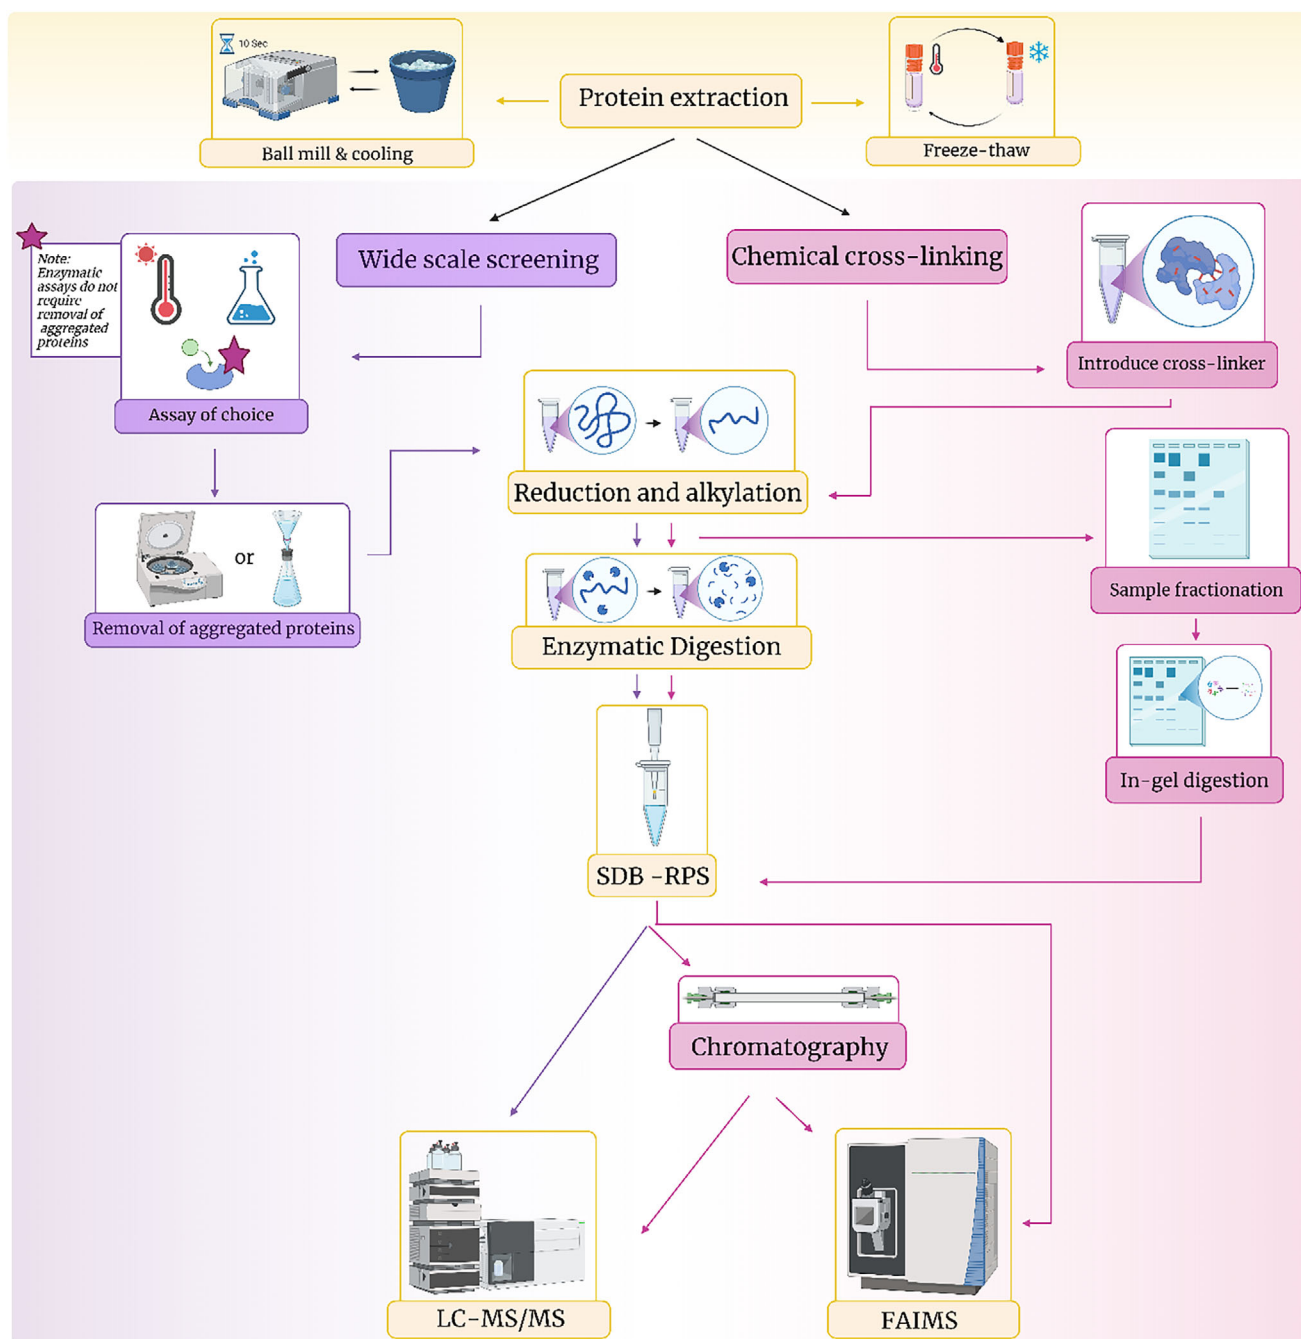 10 Sec
Protein extraction
Ball mill & cooling
Freeze-thaw
Note:
Enzymatic
assays do not
require
removal of
aggregated
proteins
Wide scale screening
Chemical cross-linking
Introduce cross-linker
Assay of choice
Reduction and alkylation
or
Removal of aggregated proteins
Sample fractionation
Enzymatic Digestion
In-gel digestion
SDB -RPS
Chromatography
LC-MS/MS
FAIMS